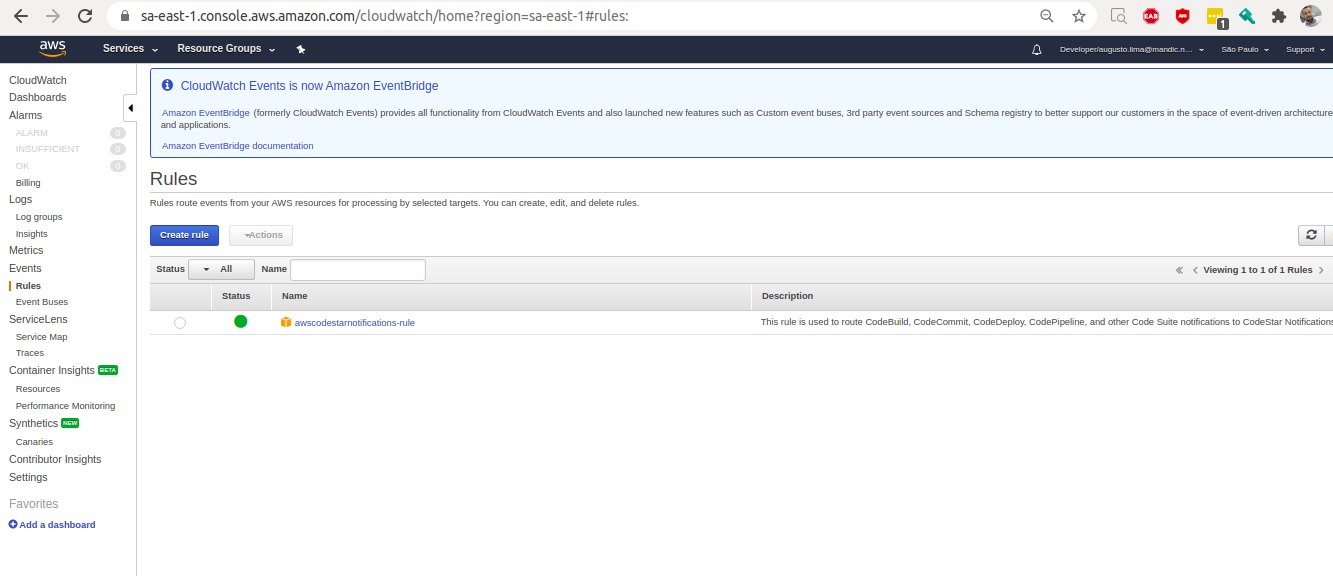 sa-east-1.console.aws.amazon.com/cloudwatch/home?region=sa-east-1#rules:
EAB
ABP
1
aws
Services
Resource Groups
Developer/augusto.lima@mandic.n...
São Paulo
Support
CloudWatch
Dashboards
Alarms
ALARM 0
INSUFFICIENT 0
OK 0
Billing
Logs
Log groups
Insights
Metrics
Events
Rules
Event Buses
ServiceLens
Service Map
Traces
Container Insights BETA
Resources
Performance Monitoring
Synthetics NEW
Canaries
Contributor Insights
Settings
Favorites
Add a dashboard
CloudWatch Events is now Amazon EventBridge
Amazon EventBridge (formerly CloudWatch Events) provides all functionality from CloudWatch Events and also launched new features such as Custom event buses, 3rd party event sources and Schema registry to better support our customers in the space of event-driven architecture
and applications.
Amazon EventBridge documentation
Rules
Rules route events from your AWS resources for processing by selected targets. You can create, edit, and delete rules.
Create rule
Actions
Status All Name
Viewing 1 to 1 of 1 Rules
Status Name Description
awscodestarnotifications-rule This rule is used to route CodeBuild, CodeCommit, CodeDeploy, CodePipeline, and other Code Suite notifications to CodeStar Notifications